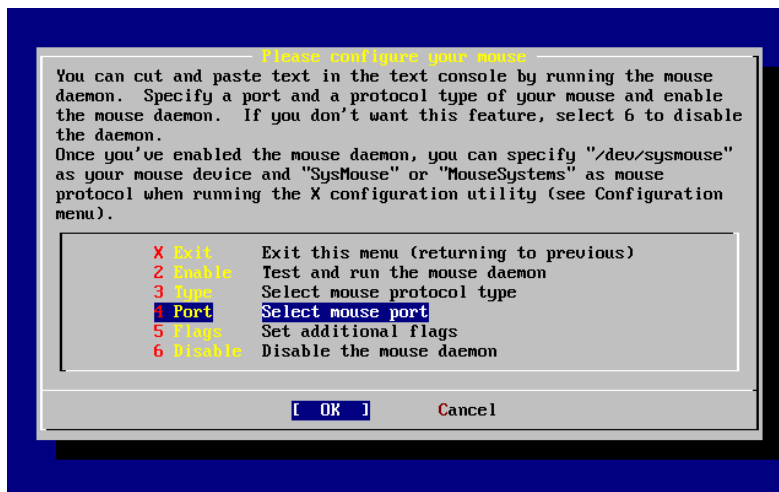 Please configure your mouse
You can cut and paste text in the text console by running the mouse
daemon.  Specify a port and a protocol type of your mouse and enable
the mouse daemon.  If you don't want this feature, select 6 to disable
the daemon.
Once you've enabled the mouse daemon, you can specify "/dev/sysmouse"
as your mouse device and "SysMouse" or "MouseSystems" as mouse
protocol when running the X configuration utility (see Configuration
menu).
X Exit Exit this menu (returning to previous)
2 Enable Test and run the mouse daemon
3 Type Select mouse protocol type
4 Port Select mouse port
5 Flags Set additional flags
6 Disable Disable the mouse daemon
[ OK ] Cancel